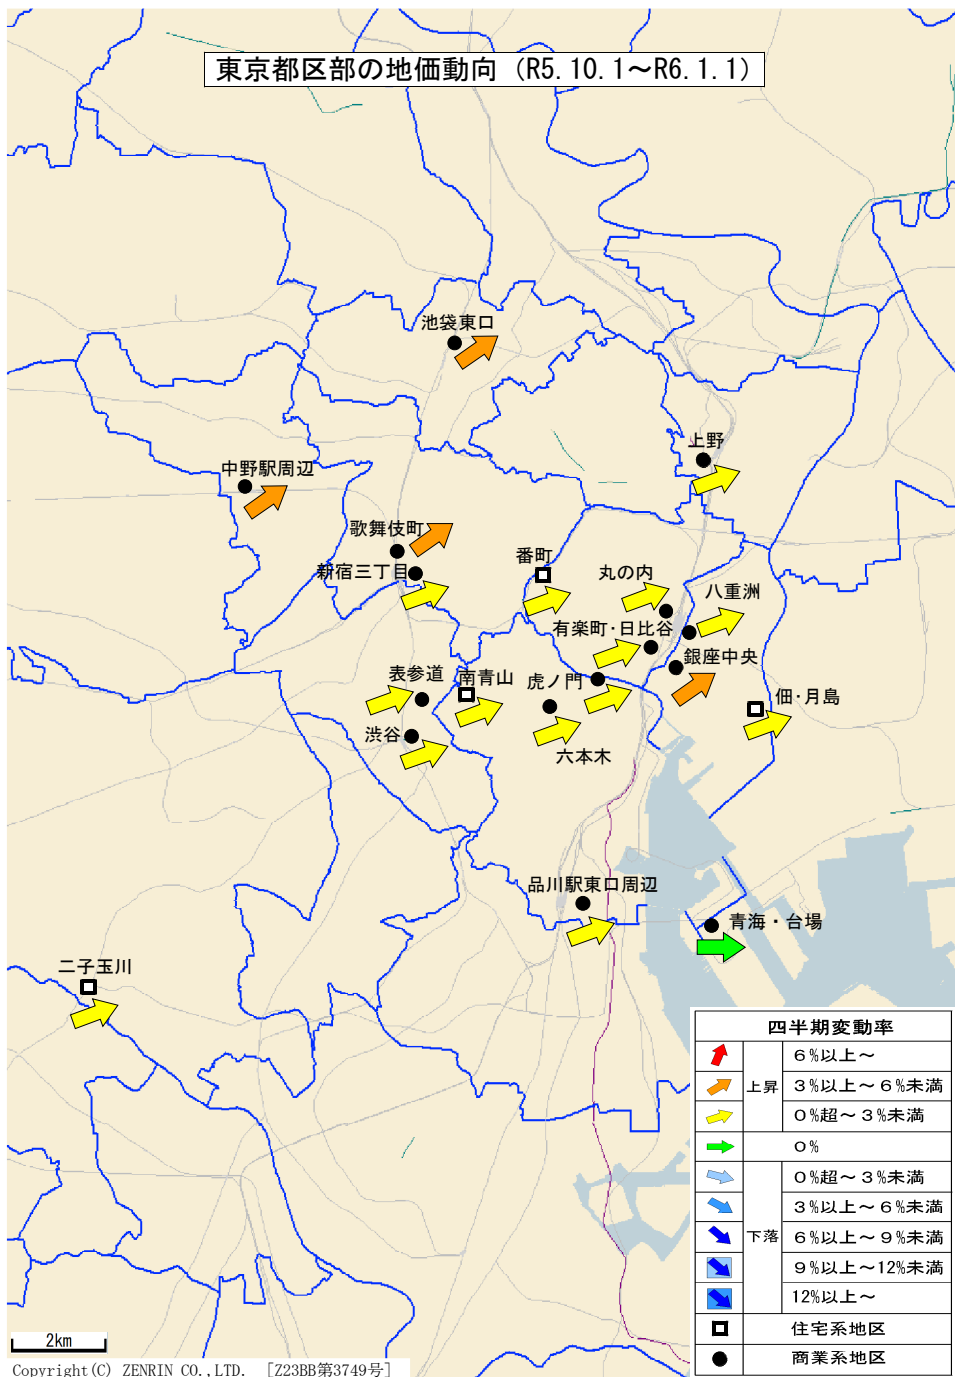 東京都区部の地価動向（R5.10.1～R6.1.1）
池袋東口
上野
中野駅周辺
歌舞伎町
新宿三丁目
番町
丸の内
八重洲
有楽町･日比谷
銀座中央
表参道
南青山
虎ノ門
佃･月島
渋谷
六本木
品川駅東口周辺
青海・台場
二子玉川
四半期変動率
上昇
6%以上～
3%以上～6%未満
0%超～3%未満
0%
下落
0%超～3%未満
3%以上～6%未満
6%以上～9%未満
9%以上～12%未満
12%以上～
住宅系地区
商業系地区
2km
Copyright(C) ZENRIN CO.,LTD. [Z23BB第3749号]